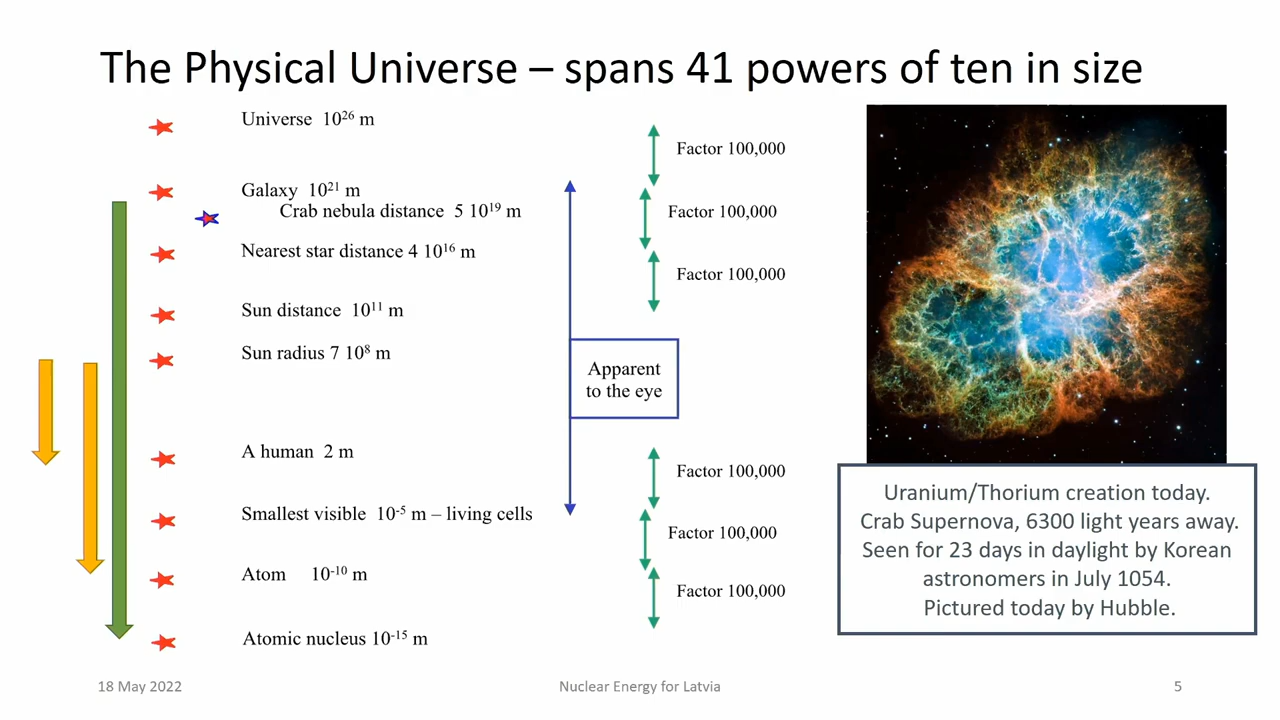 The Physical Universe – spans 41 powers of ten in size
Universe 10²⁶ m
Factor 100,000
Galaxy 10²¹ m
Crab nebula distance 5 10¹⁹ m
Factor 100,000
Nearest star distance 4 10¹⁶ m
Factor 100,000
Sun distance 10¹¹ m
Sun radius 7 10⁸ m
Apparent
to the eye
A human 2 m
Factor 100,000
Smallest visible 10⁻⁵ m – living cells
Factor 100,000
Atom 10⁻¹⁰ m
Factor 100,000
Atomic nucleus 10⁻¹⁵ m
Uranium/Thorium creation today.
Crab Supernova, 6300 light years away.
Seen for 23 days in daylight by Korean
astronomers in July 1054.
Pictured today by Hubble.
18 May 2022
Nuclear Energy for Latvia
5